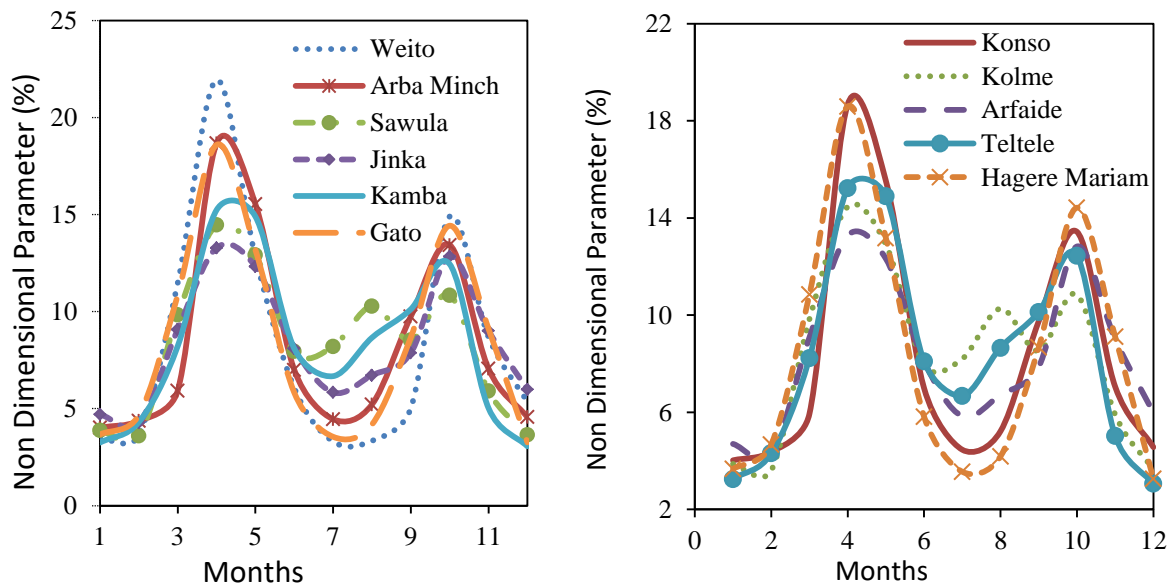 Non Dimensional Parameter (%)
25
20
15
10
5
0
Weito
Arba Minch
Sawula
Jinka
Kamba
Gato
1
3
5
7
9
11
Months
Non Dimensional Parameter (%)
22
18
14
10
6
2
Konso
Kolme
Arfaide
Teltele
Hagere Mariam
0
2
4
6
8
10
12
Months